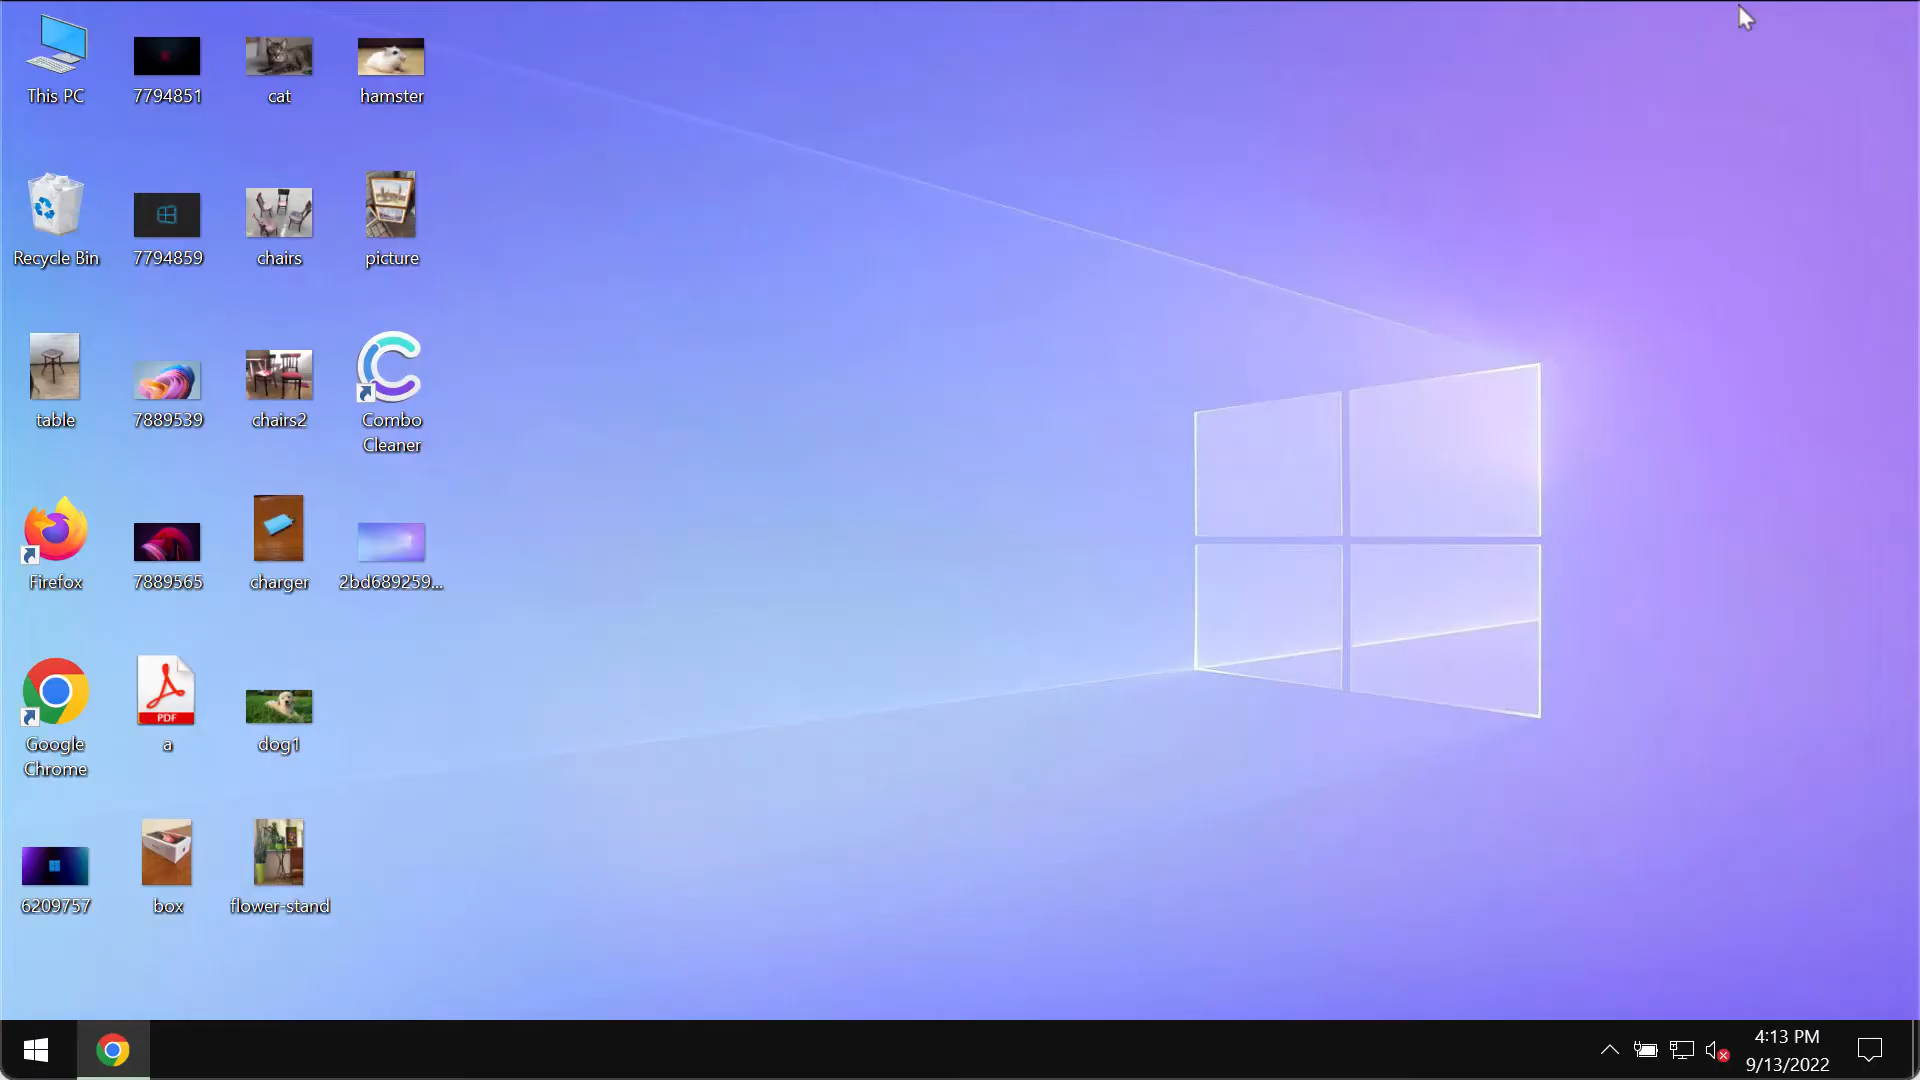 This PC
7794851
cat
hamster
Recycle Bin
7794859
chairs
picture
table
7889539
chairs2
Combo
Cleaner
Firefox
7889565
charger
2bd689259...
Google
Chrome
PDF
a
dog1
6209757
box
flower-stand
4:13 PM
9/13/2022